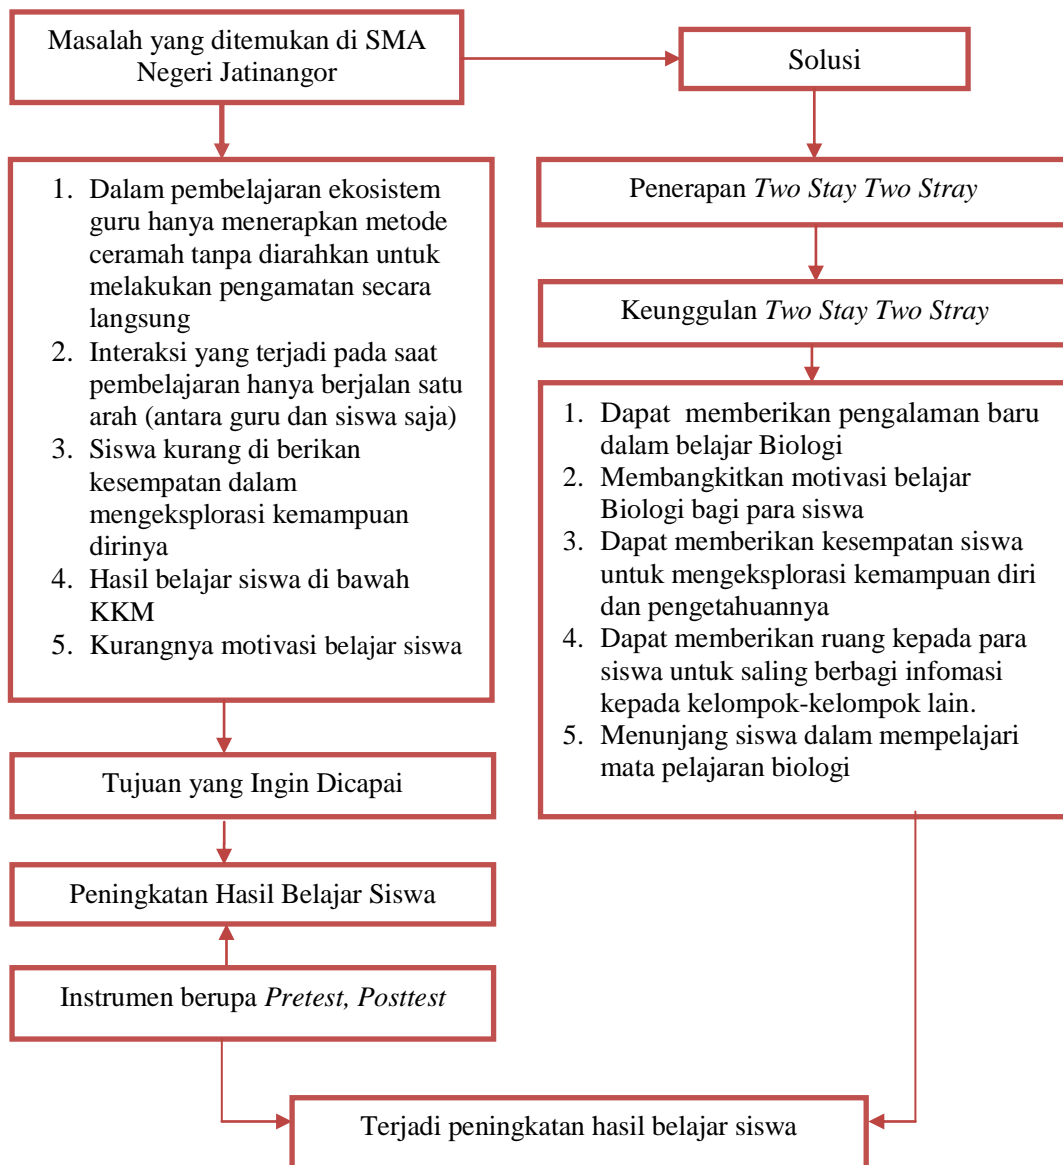 Masalah yang ditemukan di SMA
Negeri Jatinangor
Solusi
1. Dalam pembelajaran ekosistem
guru hanya menerapkan metode
ceramah tanpa diarahkan untuk
melakukan pengamatan secara
langsung
2. Interaksi yang terjadi pada saat
pembelajaran hanya berjalan satu
arah (antara guru dan siswa saja)
3. Siswa kurang di berikan
kesempatan dalam
mengeksplorasi kemampuan
dirinya
4. Hasil belajar siswa di bawah
KKM
5. Kurangnya motivasi belajar siswa
Penerapan Two Stay Two Stray
Keunggulan Two Stay Two Stray
1. Dapat memberikan pengalaman baru
dalam belajar Biologi
2. Membangkitkan motivasi belajar
Biologi bagi para siswa
3. Dapat memberikan kesempatan siswa
untuk mengeksplorasi kemampuan diri
dan pengetahuannya
4. Dapat memberikan ruang kepada para
siswa untuk saling berbagi infomasi
kepada kelompok-kelompok lain.
5. Menunjang siswa dalam mempelajari
mata pelajaran biologi
Tujuan yang Ingin Dicapai
Peningkatan Hasil Belajar Siswa
Instrumen berupa Pretest, Posttest
Terjadi peningkatan hasil belajar siswa